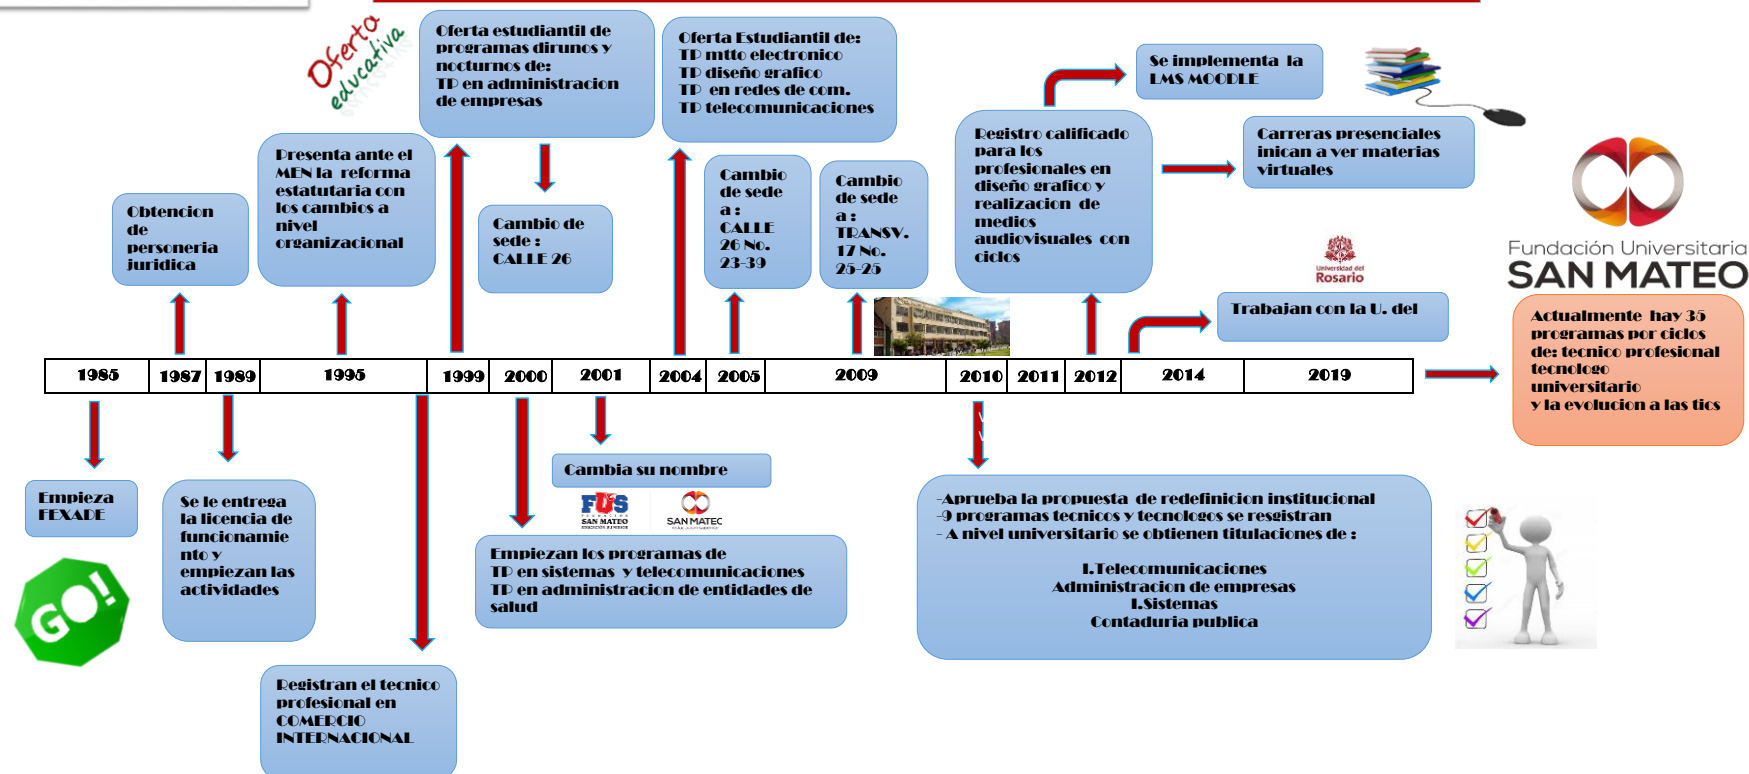 Oferta
educativa
Oferta estudiantil de
programas dirunos y
nocturnos de:
TP en administracion
de empresas
Oferta Estudiantil de:
TP mtto electronico
TP diseño grafico
TP en redes de com.
TP telecomunicaciones
Se implementa la
LMS MOODLE
Carreras presenciales
inican a ver materias
virtuales
Registro calificado
para los
profesionales en
diseño grafico y
realizacion de
medios
audiovisuales con
ciclos
Presenta ante el
MEN la reforma
estatutaria con
los cambios a
nivel
organizacional
Obtencion
de
personeria
juridica
Cambio de
sede :
CALLE 26
Cambio
de sede
a :
CALLE
26 No.
23-39
Cambio
de sede
a :
TRANSV.
17 No.
25-25
Universidad del
Rosario
Trabajan con la U. del
Fundación Universitaria
SAN MATEO
Actualmente hay 35
programas por ciclos
de: tecnico profesional
tecnologo
universitario
y la evolucion a las tics
1985 1987 1989 1995 1999 2000 2001 2004 2005 2009 2010 2011 2012 2014 2019
Empieza
FEXADE
GO!
Se le entrega
la licencia de
funcionamie
nto y
empiezan las
actividades
Registran el tecnico
profesional en
COMERCIO
INTERNACIONAL
Cambia su nombre
FUS
SAN MATEO
SAN MATEO
Empiezan los programas de
TP en sistemas y telecomunicaciones
TP en administracion de entidades de
salud
-Aprueba la propuesta de redefinicion institucional
-9 programas tecnicos y tecnologos se resgistran
- A nivel universitario se obtienen titulaciones de :
I.Telecomunicaciones
Administracion de empresas
I.Sistemas
Contaduria publica